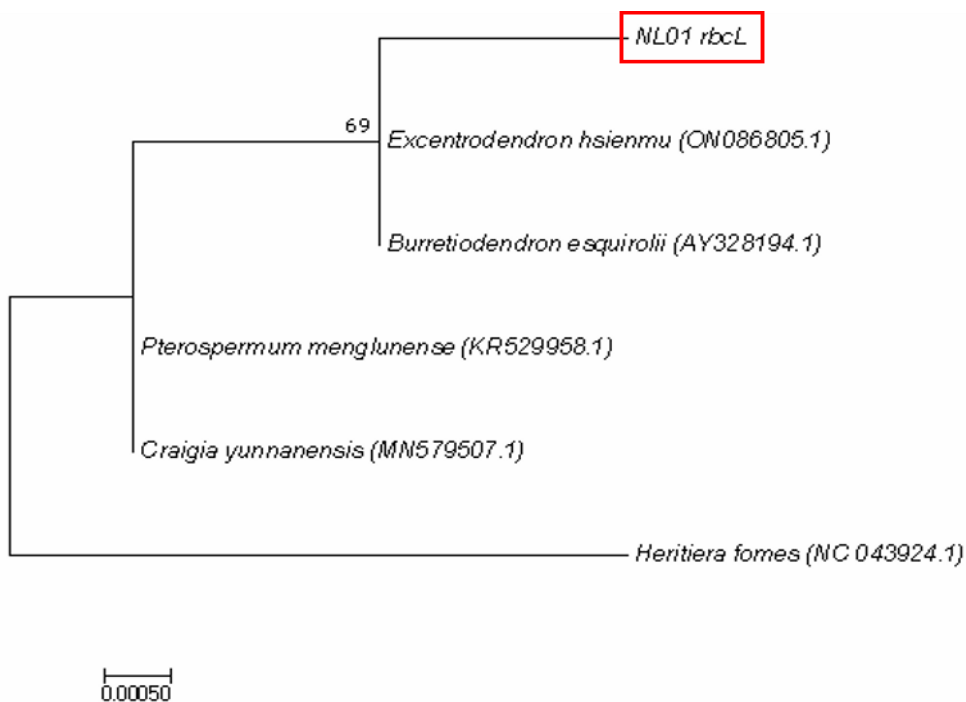 NL01 rbcL
69
Excentrodendron hsienmu (ON086805.1)
Burretiodendron esquirolii (AY328194.1)
Pterospermum menglunense (KR529958.1)
Craigia yunnanensis (MN579507.1)
Heritiera fomes (NC 043924.1)
0.00050